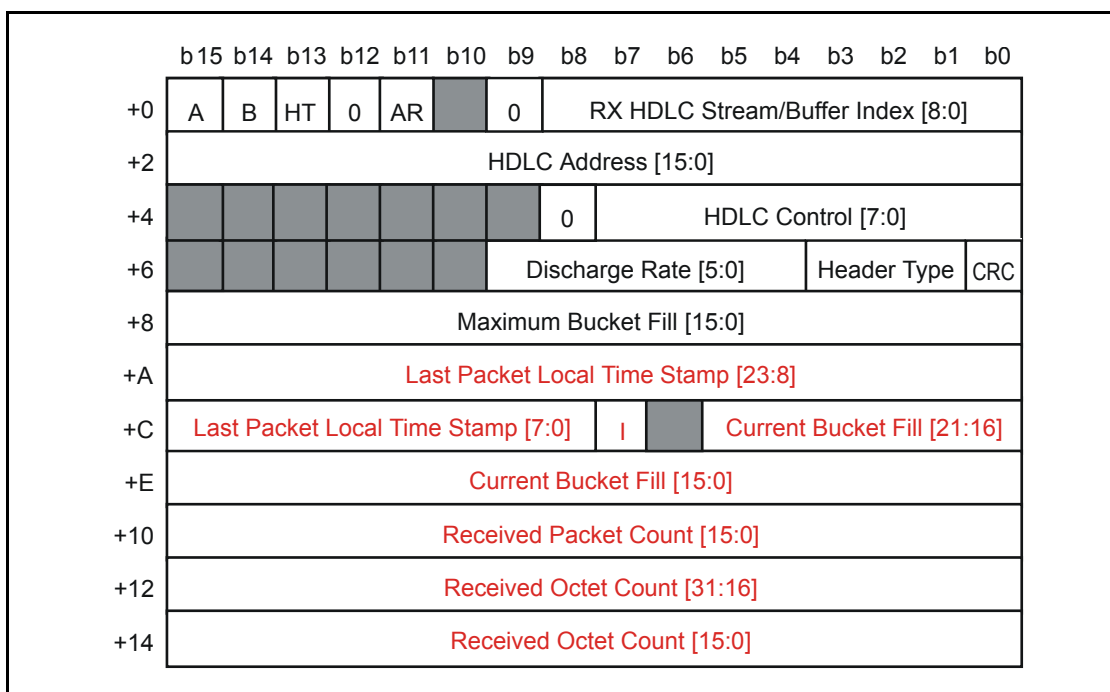 b15 b14 b13 b12 b11 b10 b9 b8 b7 b6 b5 b4 b3 b2 b1 b0
+0 A B HT 0 AR 0 RX HDLC Stream/Buffer Index [8:0]
+2 HDLC Address [15:0]
+4 0 HDLC Control [7:0]
+6 Discharge Rate [5:0] Header Type CRC
+8 Maximum Bucket Fill [15:0]
+A Last Packet Local Time Stamp [23:8]
+C Last Packet Local Time Stamp [7:0] I Current Bucket Fill [21:16]
+E Current Bucket Fill [15:0]
+10 Received Packet Count [15:0]
+12 Received Octet Count [31:16]
+14 Received Octet Count [15:0]